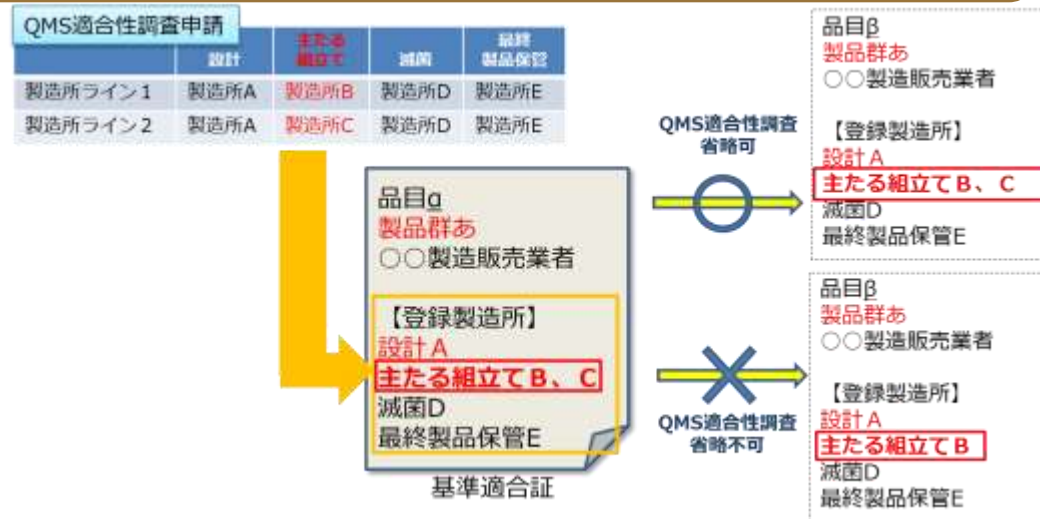 QMS適合性調査申請
設計 主たる組立て 滅菌 最終製品保管
製造所ライン1 製造所A 製造所B 製造所D 製造所E
製造所ライン2 製造所A 製造所C 製造所D 製造所E
品目α
製品群あ
○○製造販売業者
【登録製造所】
設計A
主たる組立てB、C
滅菌D
最終製品保管E
基準適合証
QMS適合性調査
省略可
品目β
製品群あ
○○製造販売業者
【登録製造所】
設計A
主たる組立てB、C
滅菌D
最終製品保管E
QMS適合性調査
省略不可
品目β
製品群あ
○○製造販売業者
【登録製造所】
設計A
主たる組立てB
滅菌D
最終製品保管E